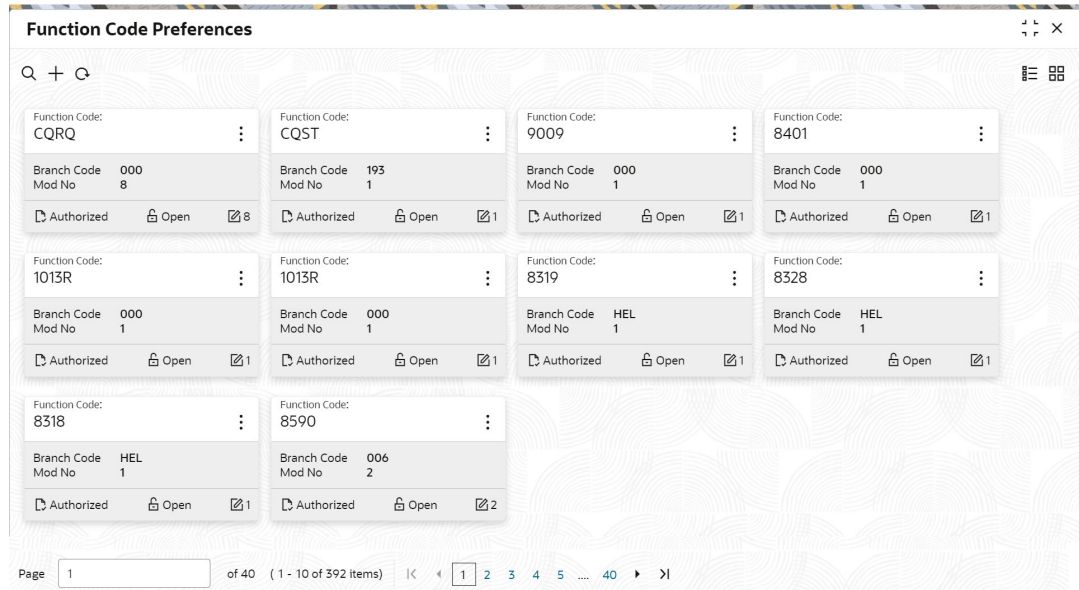 Function Code Preferences
Function Code:
CQRQ
Branch Code 000
Mod No 8
Authorized Open 8
Function Code:
CQST
Branch Code 193
Mod No 1
Authorized Open 1
Function Code:
9009
Branch Code 000
Mod No 1
Authorized Open 1
Function Code:
8401
Branch Code 000
Mod No 1
Authorized Open 1
Function Code:
1013R
Branch Code 000
Mod No 1
Authorized Open 1
Function Code:
1013R
Branch Code 000
Mod No 1
Authorized Open 1
Function Code:
8319
Branch Code HEL
Mod No 1
Authorized Open 1
Function Code:
8328
Branch Code HEL
Mod No 1
Authorized Open 1
Function Code:
8318
Branch Code HEL
Mod No 1
Authorized Open 1
Function Code:
8590
Branch Code 006
Mod No 2
Authorized Open 2
Page 1 of 40 ( 1 - 10 of 392 items) 1 2 3 4 5 .... 40